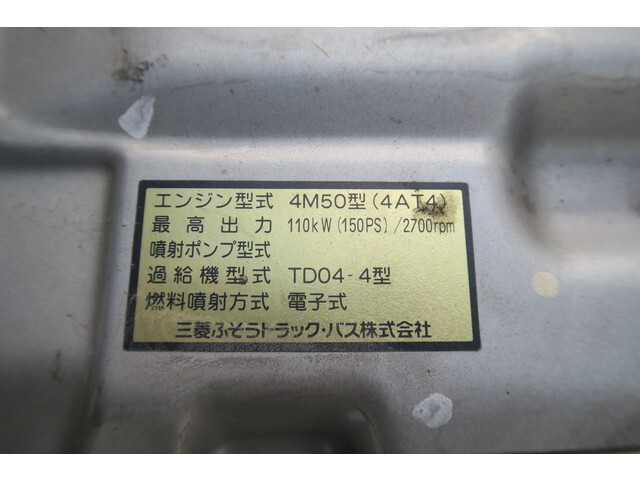 エンジン型式 4M50型(4AT4)
最高出力 110kW(150PS)/2700rpm
噴射ポンプ型式
過給機型式 TD04-4型
燃料噴射方式 電子式
三菱ふそうトラック・バス株式会社